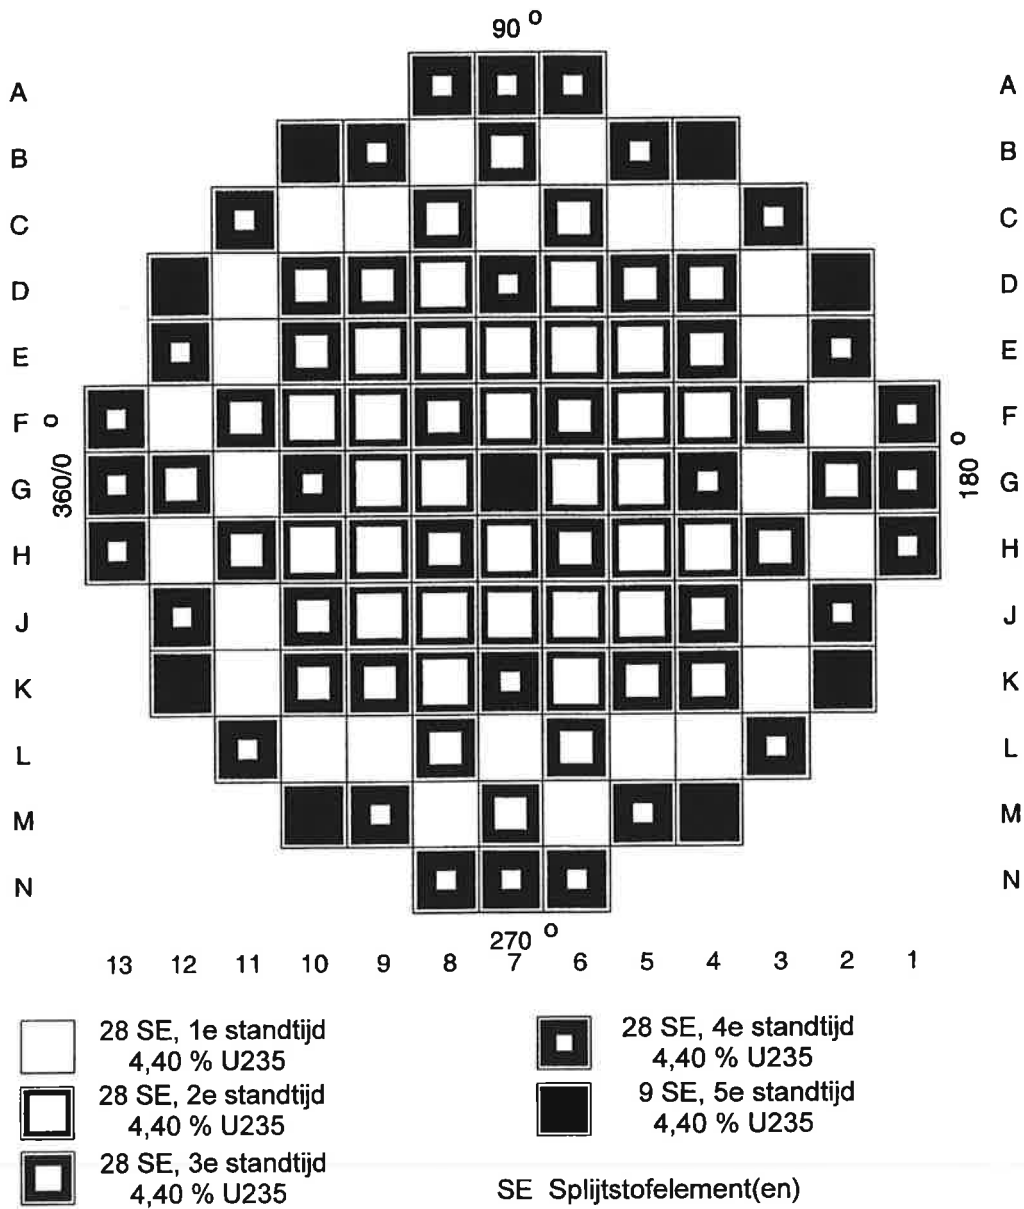 90 °
A A
B B
C C
D D
E E
F F
G G
H H
J J
K K
L L
M M
N N
360/0 °
180 °
270 °
13 12 11 10 9 8 7 6 5 4 3 2 1
28 SE, 1e standtijd
4,40 % U235
28 SE, 2e standtijd
4,40 % U235
28 SE, 3e standtijd
4,40 % U235
28 SE, 4e standtijd
4,40 % U235
9 SE, 5e standtijd
4,40 % U235
SE Splijtstofelement(en)